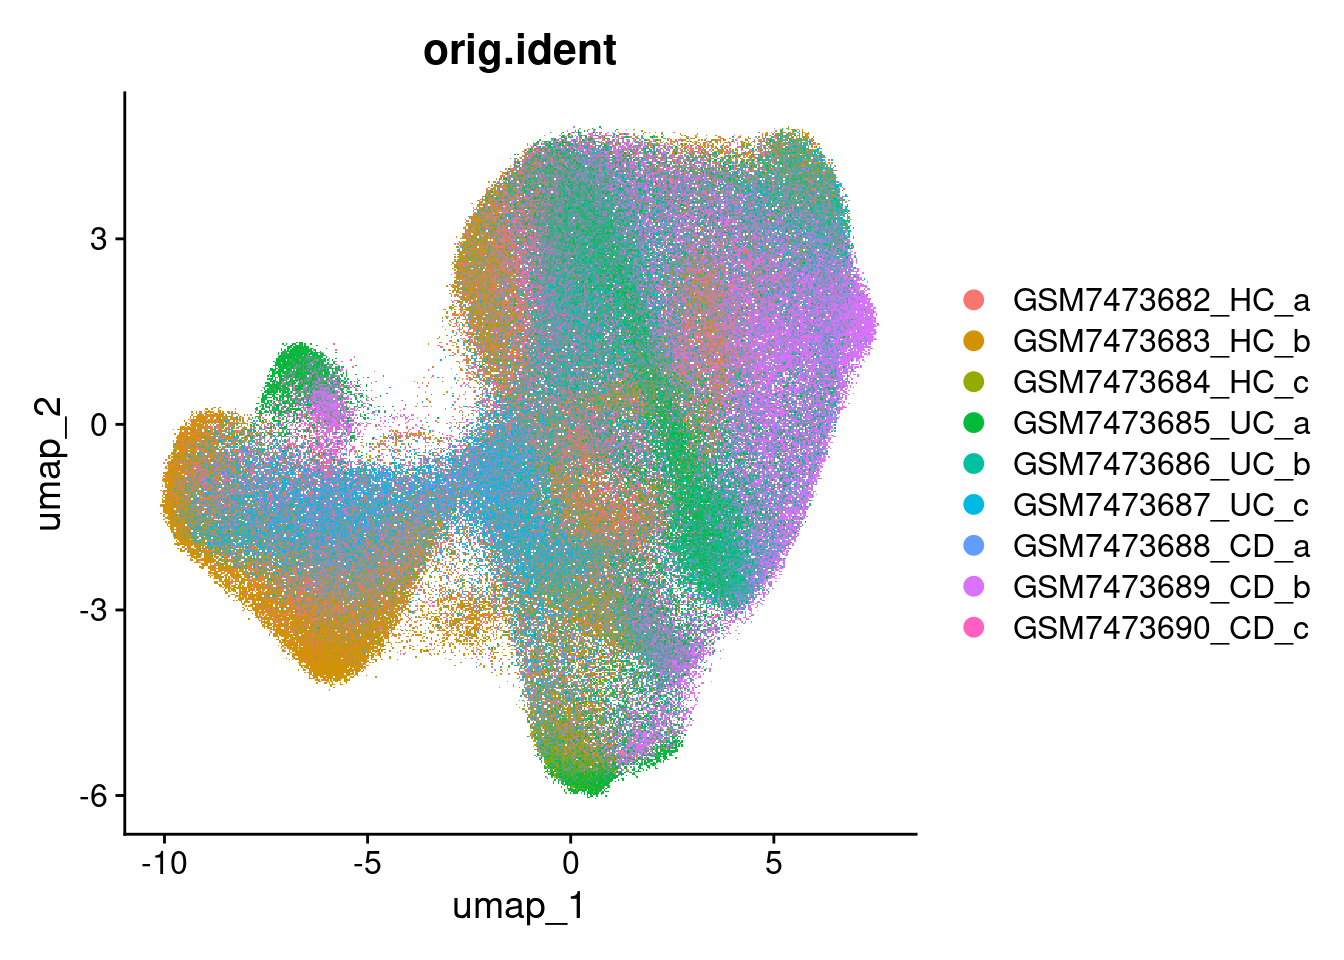 orig.ident
umap_2
3
0
-3
-6
-10
-5
0
5
umap_1
GSM7473682_HC_a
GSM7473683_HC_b
GSM7473684_HC_c
GSM7473685_UC_a
GSM7473686_UC_b
GSM7473687_UC_c
GSM7473688_CD_a
GSM7473689_CD_b
GSM7473690_CD_c